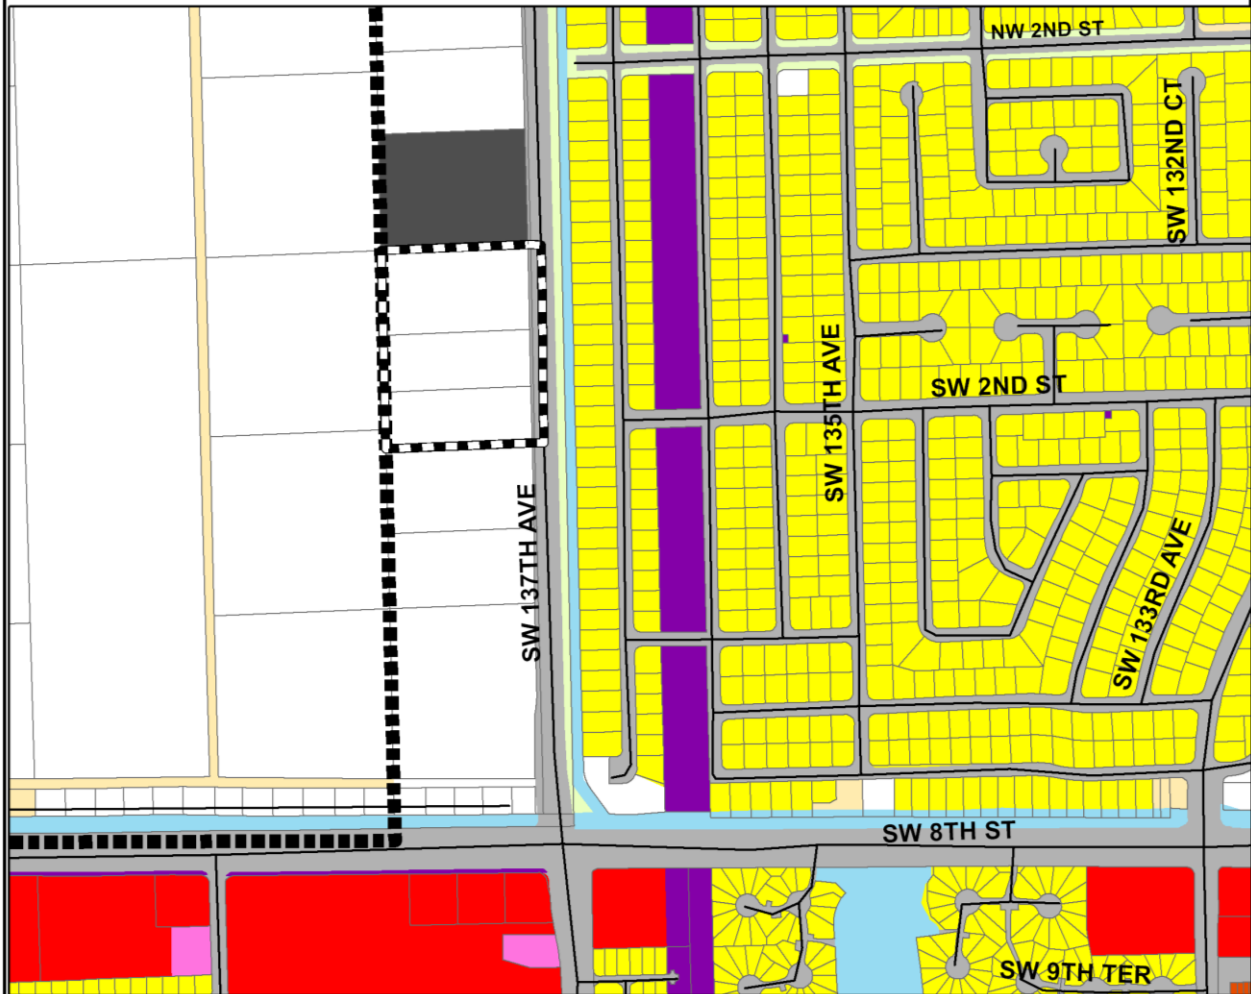 NW 2ND ST
SW 132ND CT
SW 2ND ST
SW 135TH AVE
SW 137TH AVE
SW 133RD AVE
SW 8TH ST
SW 9TH TER